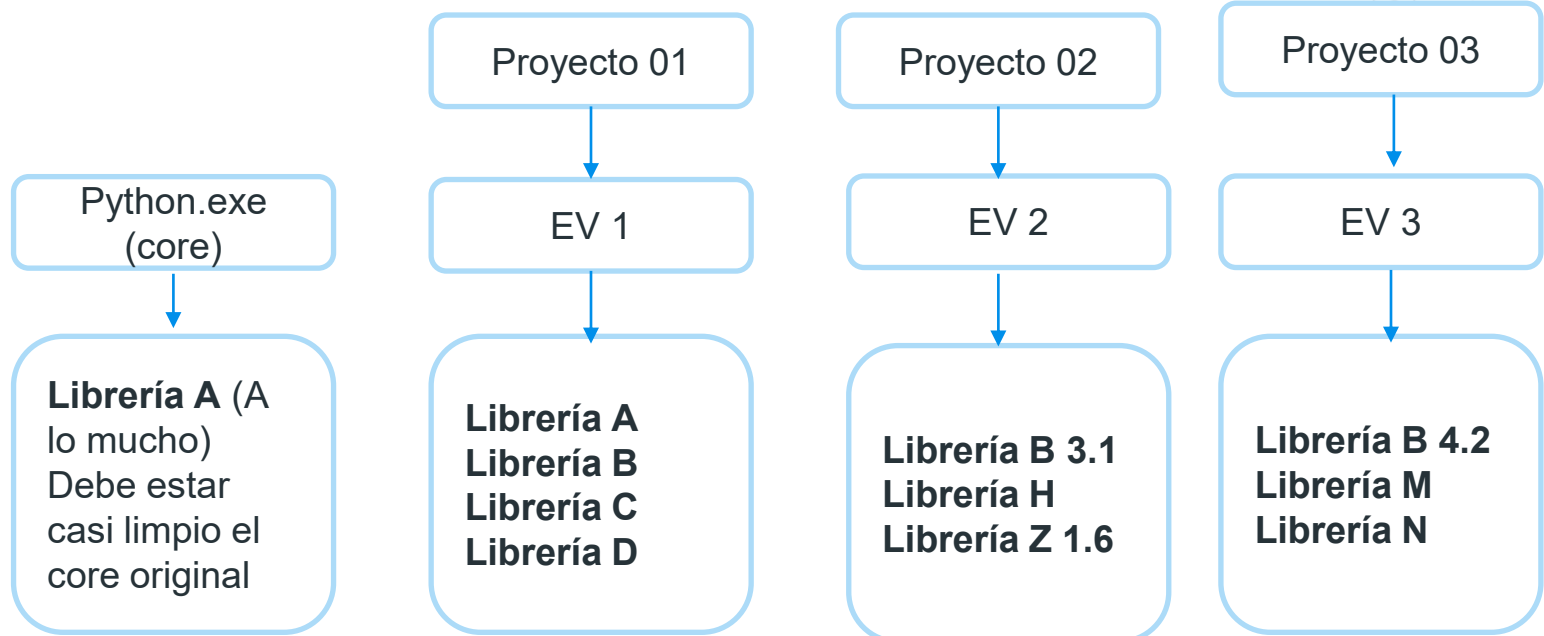 Proyecto 01
Proyecto 02
Proyecto 03
Python.exe
(core)
EV 1
EV 2
EV 3
Librería A (A
lo mucho)
Debe estar
casi limpio el
core original
Librería A
Librería B
Librería C
Librería D
Librería B 3.1
Librería H
Librería Z 1.6
Librería B 4.2
Librería M
Librería N